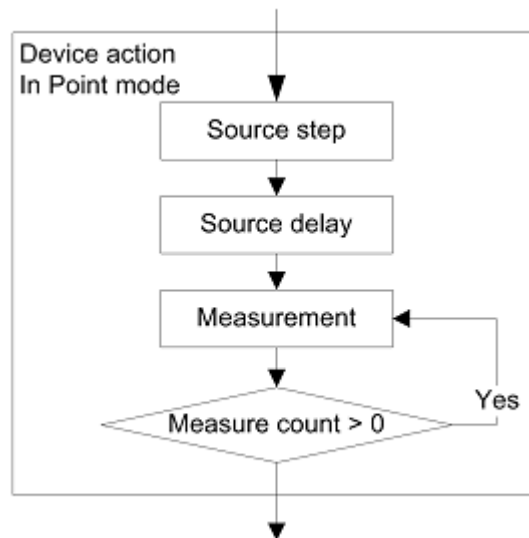 Device action
In Point mode
Source step
Source delay
Measurement
Yes
Measure count > 0